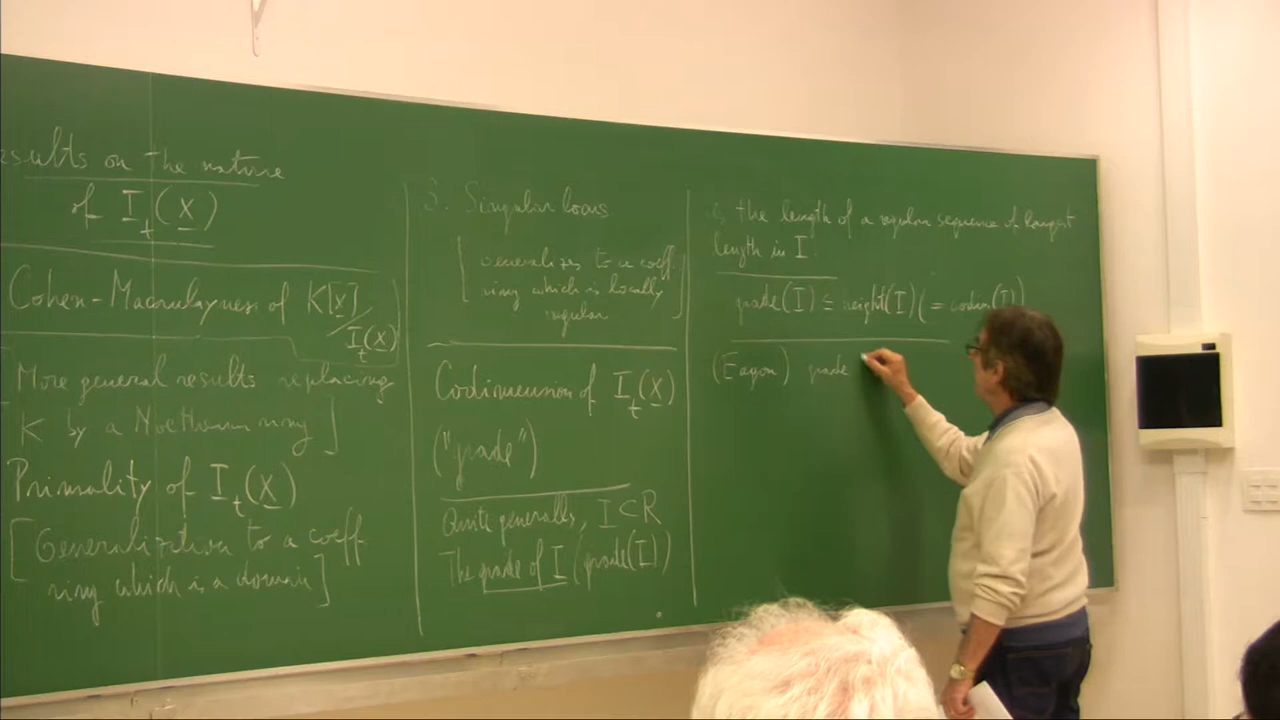 Results on the nature
of I_t(X)
Cohen-Macaulayness of K[X]/I_t(X)
More general results replacing
K by a Noetherian ring]
Primality of I_t(X)
[Generalization to a coeff
ring which is a domain]
3. Singular locus
[generalizes to a coeff.
ring which is locally
regular]
Codimension of I_t(X)
("grade")
Quite generally, I ⊂ R
The grade of I (grade(I))
is the length of a regular sequence of longest
length in I.
grade(I) ≤ height(I) (= codim(I))
(Eagon) grade